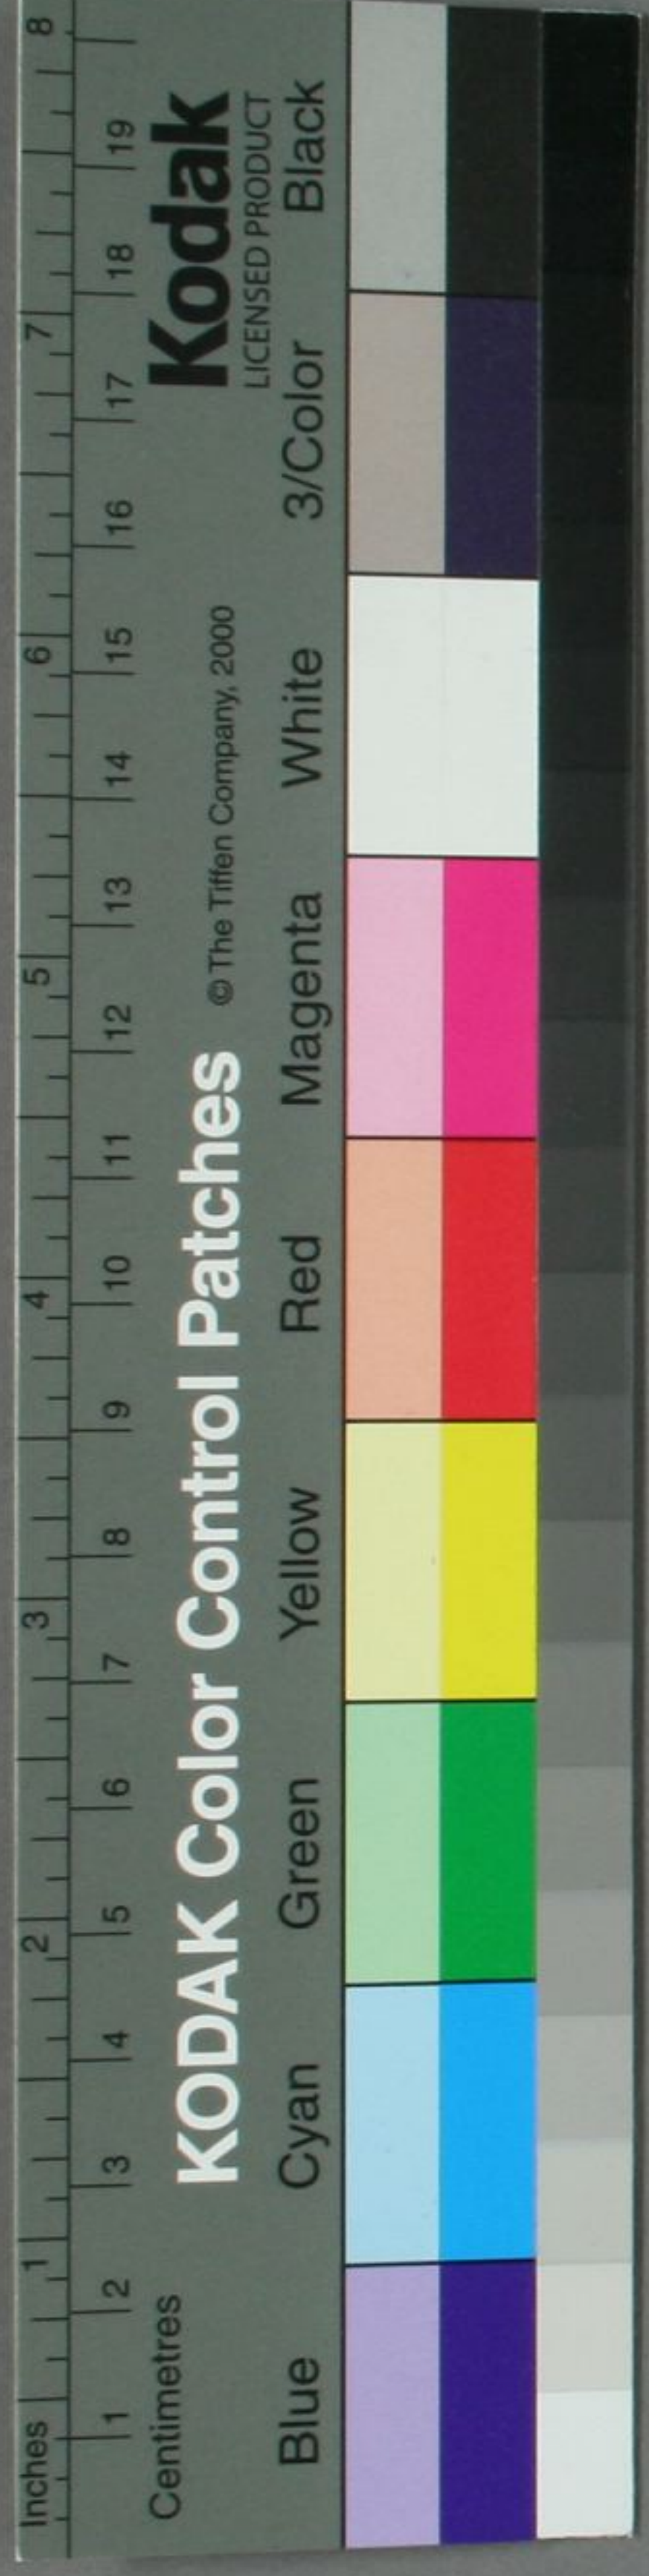 Inches 1 2 3 4 5 6 7 8
1 2 3 4 5 6 7 8 9 10 11 12 13 14 15 16 17 18 19
Centimetres
KODAK Color Control Patches
© The Tiffen Company, 2000
Kodak
LICENSED PRODUCT
Blue Cyan Green Yellow Red Magenta White 3/Color Black